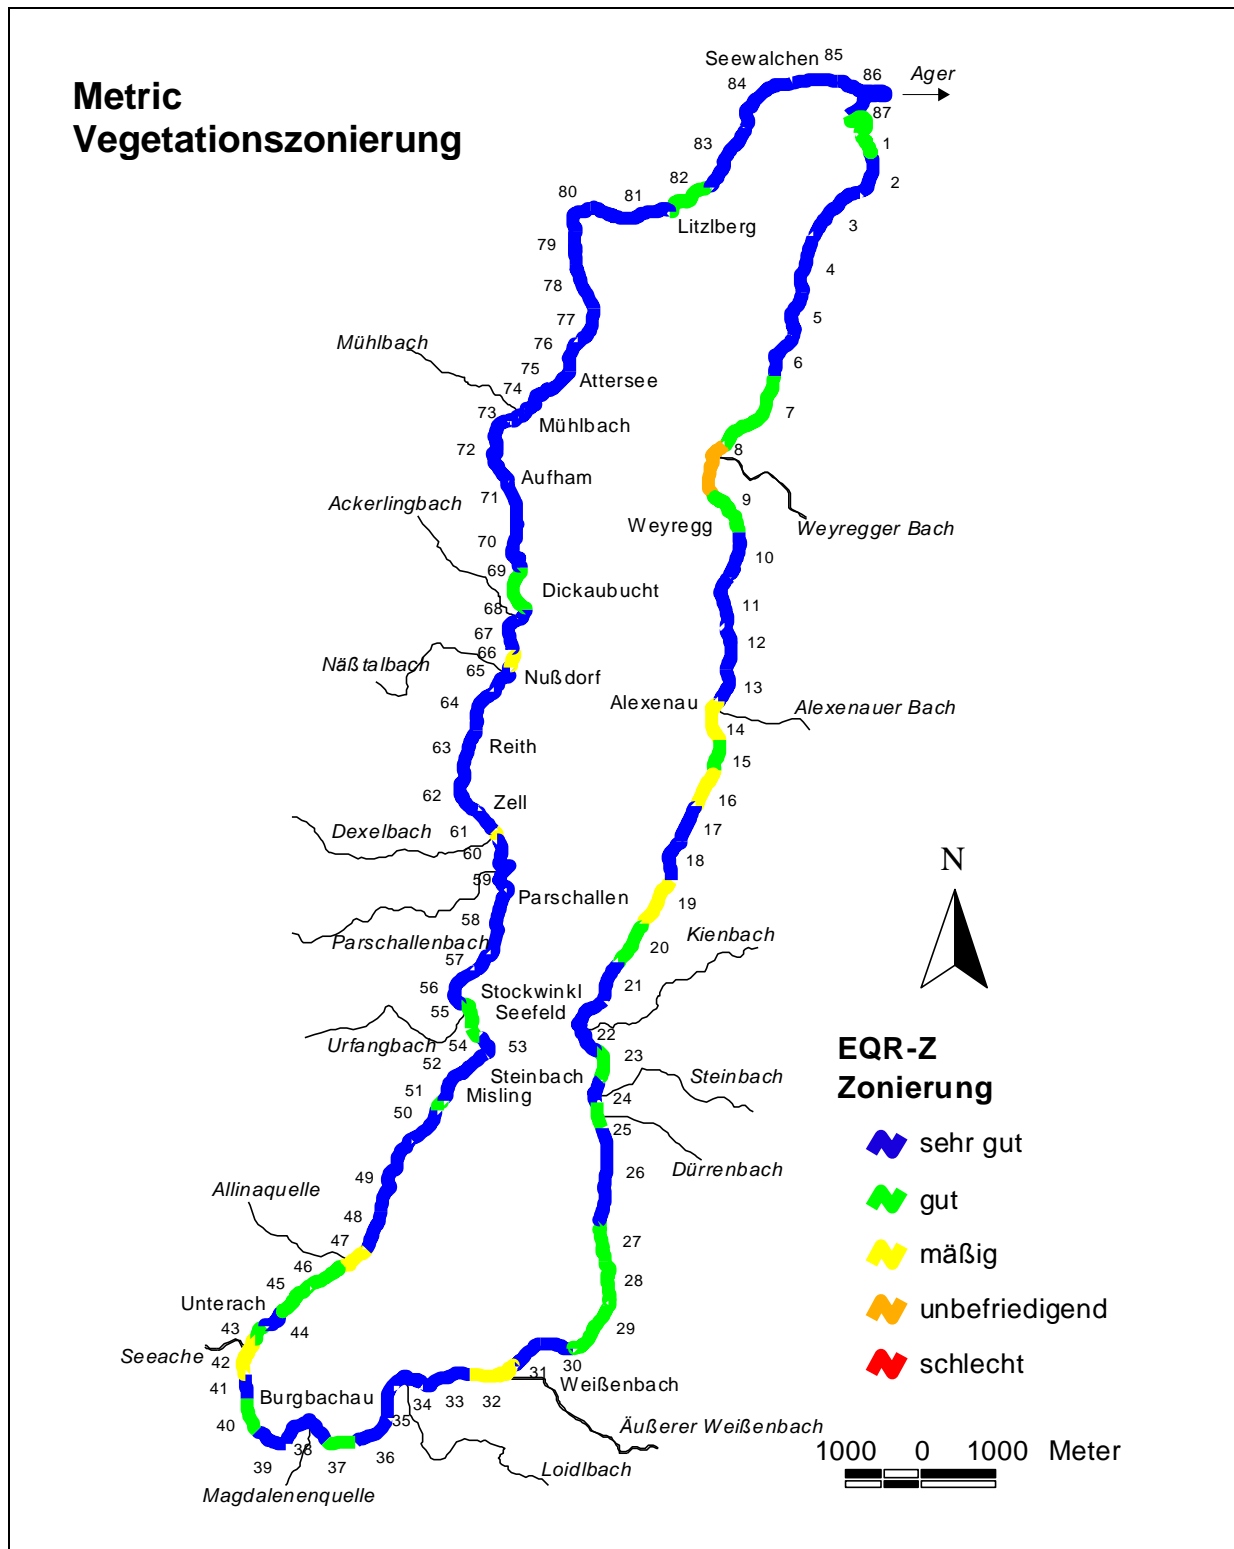 Metric
Vegetationszonierung
Seewalchen
85
84
86
Ager
87
1
83
2
82
80
81
3
Litzlberg
79
4
78
5
77
76
Mühlbach
6
75
Attersee
74
73
Mühlbach
7
72
8
Aufham
71
9
Ackerlingbach
Weyregg
Weyregger Bach
70
10
69
Dickaubucht
68
11
67
12
66
65
Näßtalbach
Nußdorf
13
64
Alexenau
Alexenauer Bach
14
63
Reith
15
62
Zell
16
61
Dexelbach
17
60
18
59
Parschallen
19
58
20
Kienbach
Parschallenbach
57
21
56
Stockwinkl
55
Seefeld
22
Urfangbach
54
53
23
52
Steinbach
Steinbach
51
Misling
24
50
25
Dürrenbach
26
49
Allinaquelle
48
47
27
46
28
45
Unterach
44
43
29
Seeache
42
30
31
Weißenbach
41
Burgbachau
34
33
32
40
35
Äußerer Weißenbach
38
36
39
37
Loidlbach
Magdalenenquelle
N
EQR-Z
Zonierung
sehr gut
gut
mäßig
unbefriedigend
schlecht
1000 0 1000 Meter